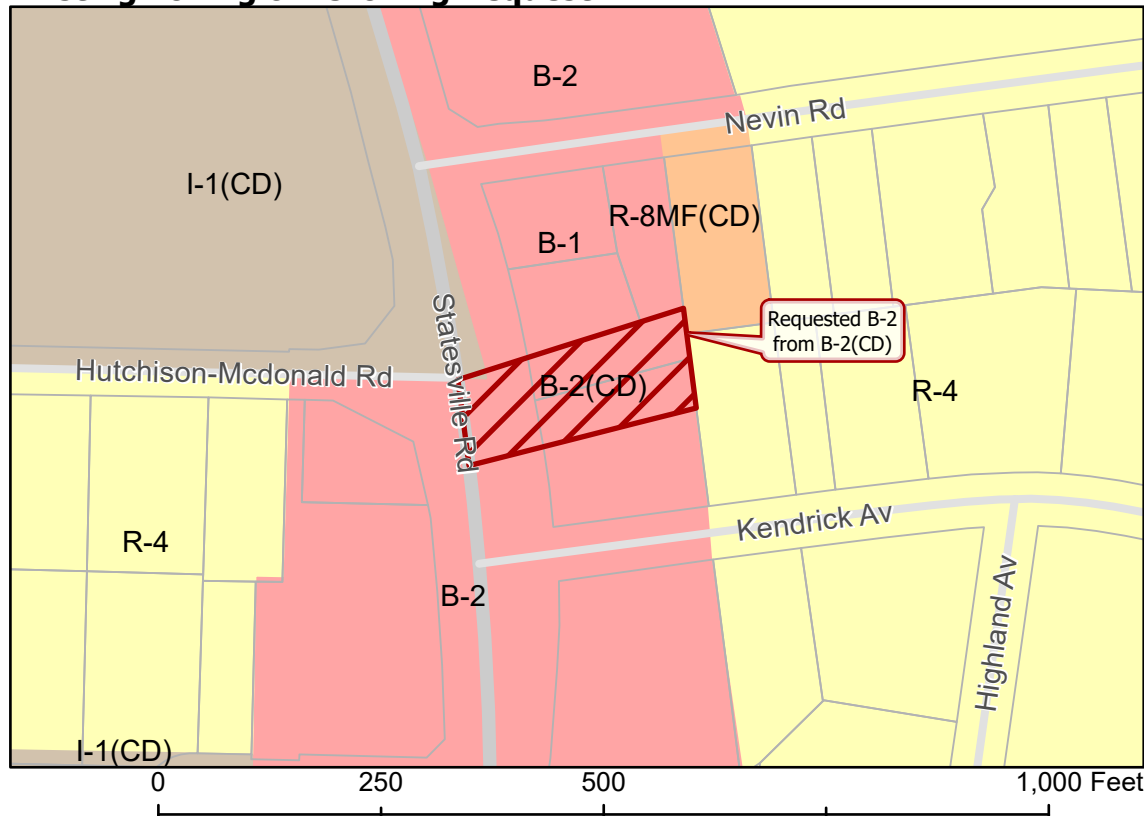 B-2
Nevin Rd
I-1(CD)
R-8MF(CD)
B-1
Statesville Rd
Requested B-2
from B-2(CD)
Hutchison-Mcdonald Rd
B-2(CD)
R-4
Kendrick Av
R-4
B-2
Highland Av
I-1(CD)
0 250 500 1,000 Feet